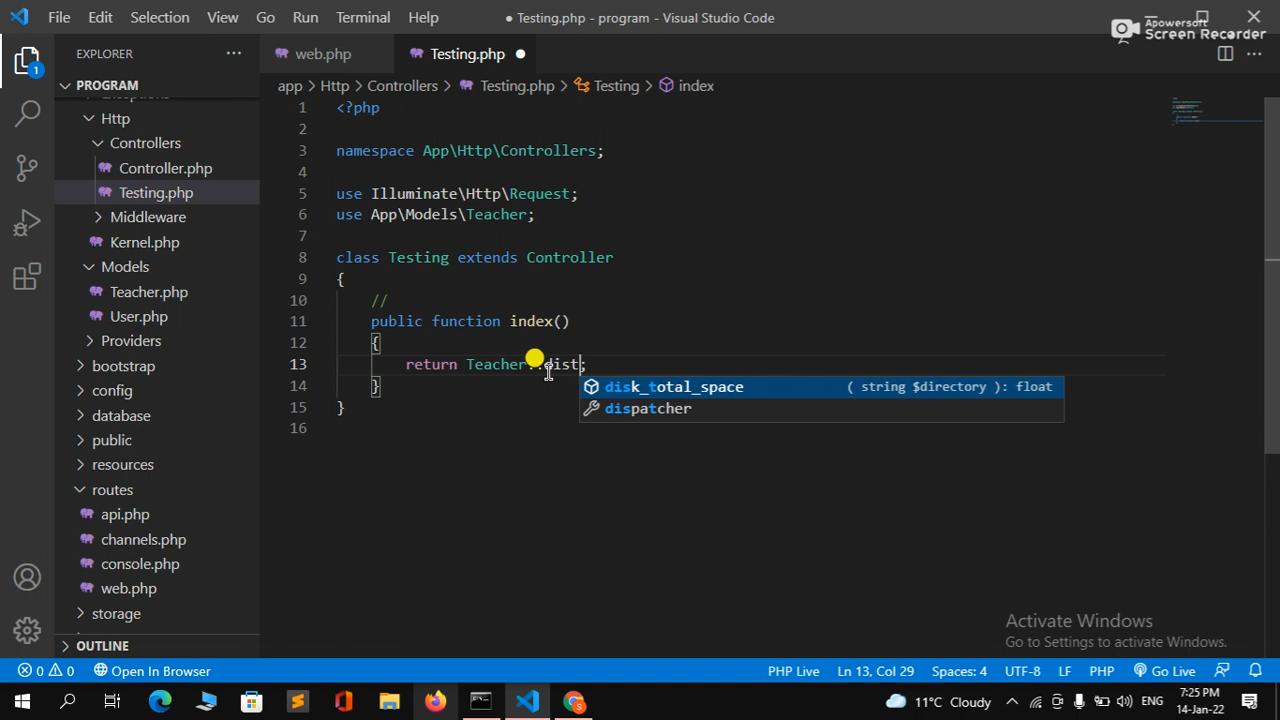 File Edit Selection View Go Run Terminal Help
● Testing.php - program - Visual Studio Code
Apowersoft
Screen Recorder
EXPLORER
web.php
Testing.php
PROGRAM
app > Http > Controllers > Testing.php > Testing > index
Http
Controllers
Controller.php
Testing.php
Middleware
Kernel.php
Models
Teacher.php
User.php
Providers
bootstrap
config
database
public
resources
routes
api.php
channels.php
console.php
web.php
storage
OUTLINE
1 <?php
2
3 namespace App\Http\Controllers;
4
5 use Illuminate\Http\Request;
6 use App\Models\Teacher;
7
8 class Testing extends Controller
9 {
10 //
11 public function index()
12 {
13 return Teacher::dist;
14 }
15 }
16
disk_total_space ( string $directory ): float
dispatcher
Activate Windows
Go to Settings to activate Windows.
1
0 0 Open In Browser PHP Live Ln 13, Col 29 Spaces: 4 UTF-8 LF PHP Go Live
11°C Cloudy ENG 7:25 PM
14-Jan-22